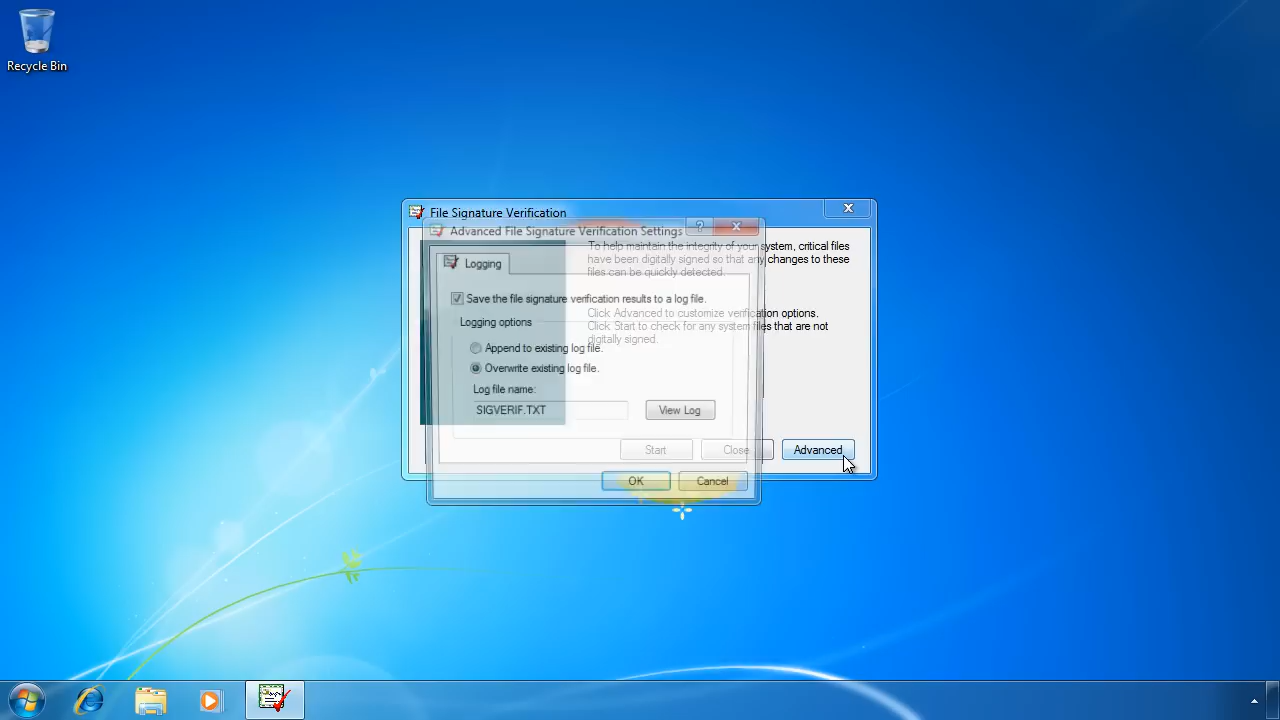 Recycle Bin
File Signature Verification
Advanced File Signature Verification Settings
To help maintain the integrity of your system, critical files
have been digitally signed so that any changes to these
files can be quickly detected.
Logging
Save the file signature verification results to a log file.
Click Advanced to customize verification options.
Logging options
Click Start to check for any system files that are not
digitally signed.
Append to existing log file.
Overwrite existing log file.
Log file name:
SIGVERIF.TXT
View Log
Start
Close
Advanced
OK
Cancel